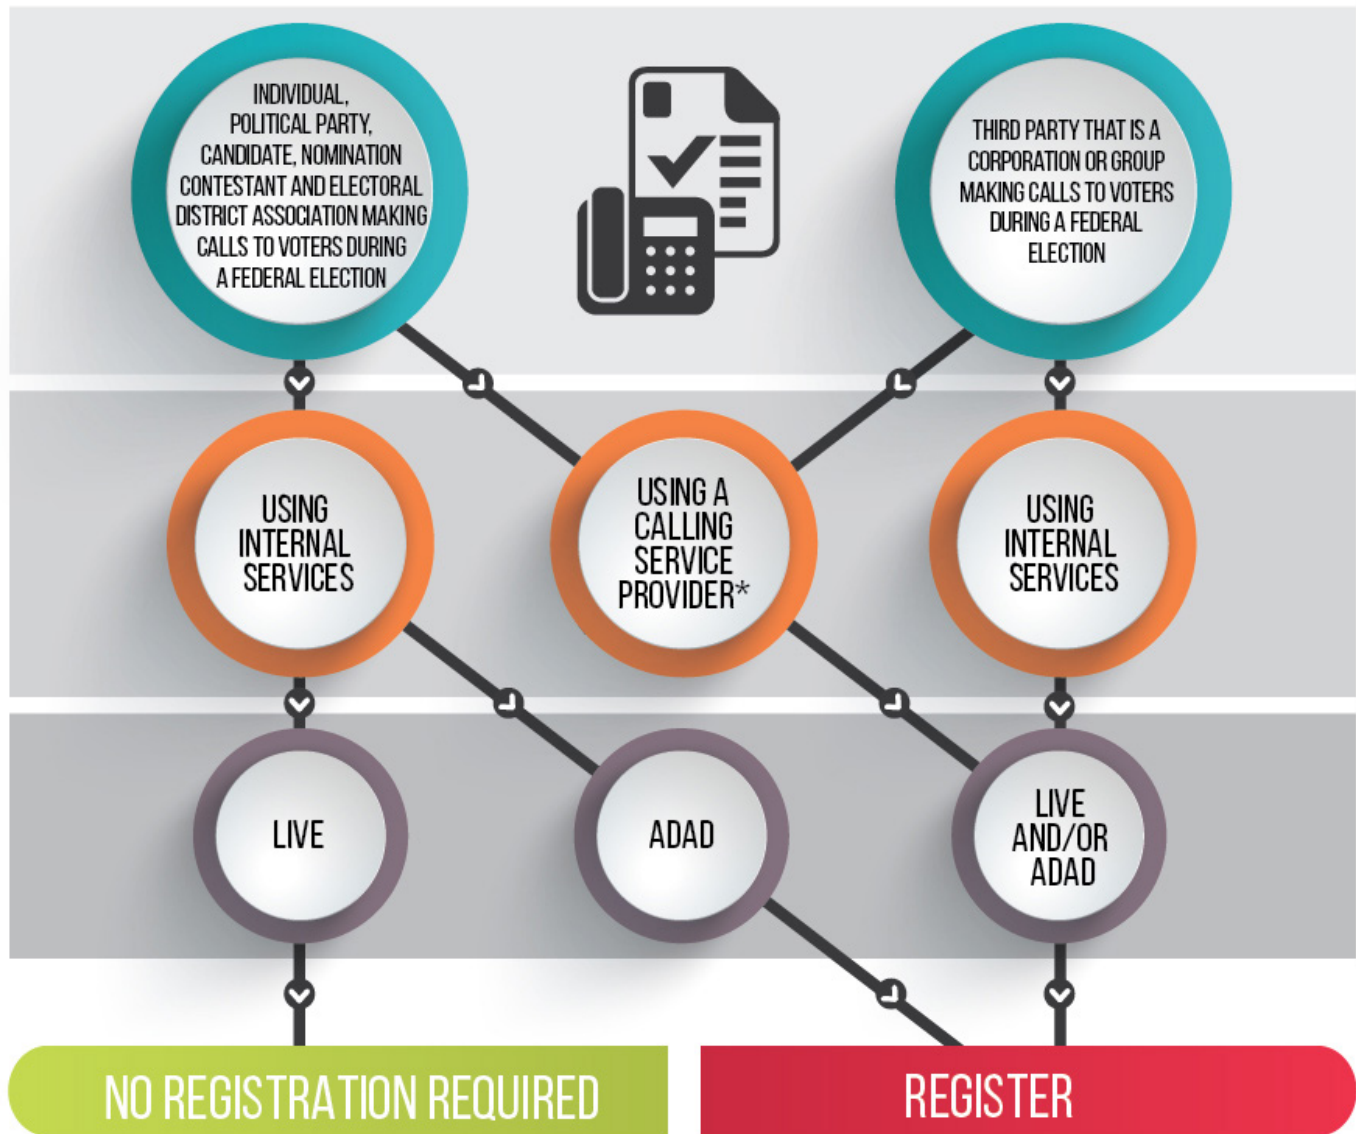 INDIVIDUAL,
POLITICAL PARTY,
CANDIDATE, NOMINATION
CONTESTANT AND ELECTORAL
DISTRICT ASSOCIATION MAKING
CALLS TO VOTERS DURING
A FEDERAL ELECTION
THIRD PARTY THAT IS A
CORPORATION OR GROUP
MAKING CALLS TO VOTERS
DURING A FEDERAL
ELECTION
USING
INTERNAL
SERVICES
USING A
CALLING
SERVICE
PROVIDER*
USING
INTERNAL
SERVICES
LIVE
ADAD
LIVE
AND/OR
ADAD
NO REGISTRATION REQUIRED
REGISTER